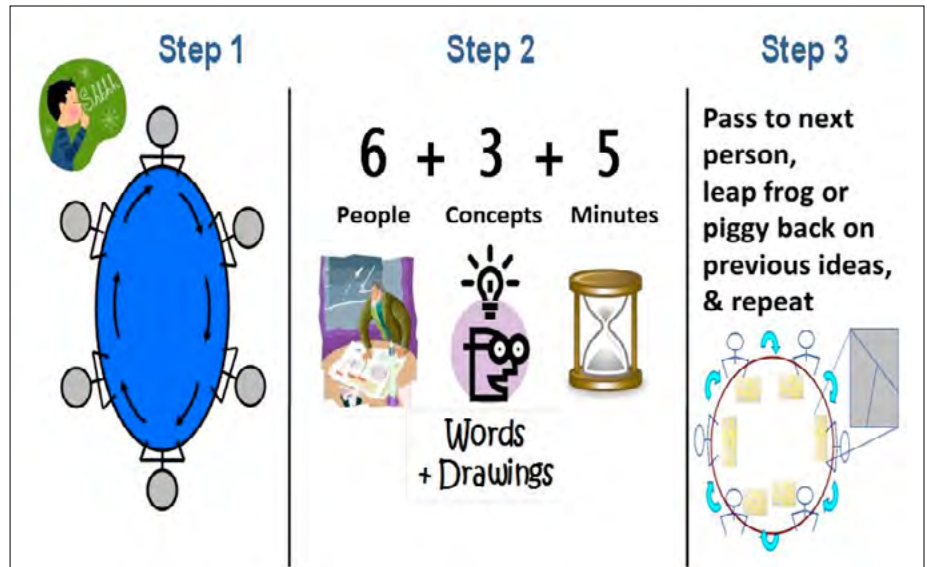 Step 1
Shhhh
Step 2
6 + 3 + 5
People Concepts Minutes
Words
+ Drawings
Step 3
Pass to next
person,
leap frog or
piggy back on
previous ideas,
& repeat